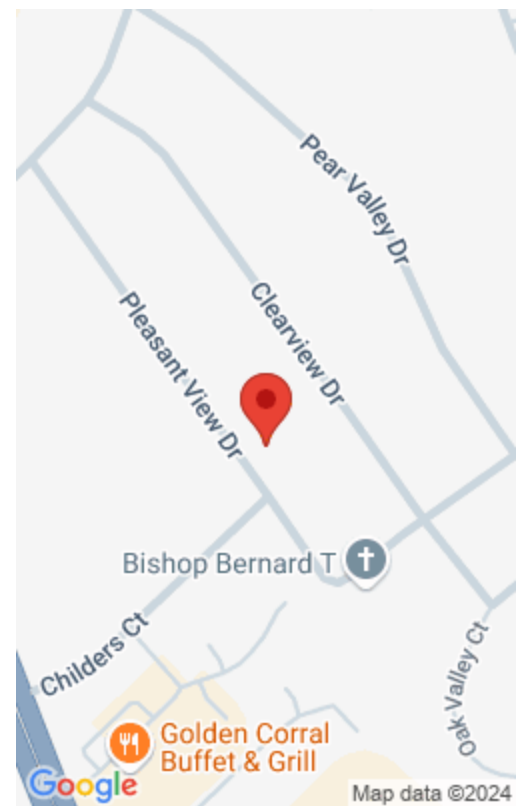 Pear Valley Dr
Clearview Dr
Pleasant View Dr
Bishop Bernard T
Childers Ct
Oak Valley Ct
Golden Corral
Buffet & Grill
Google
Map data ©2024